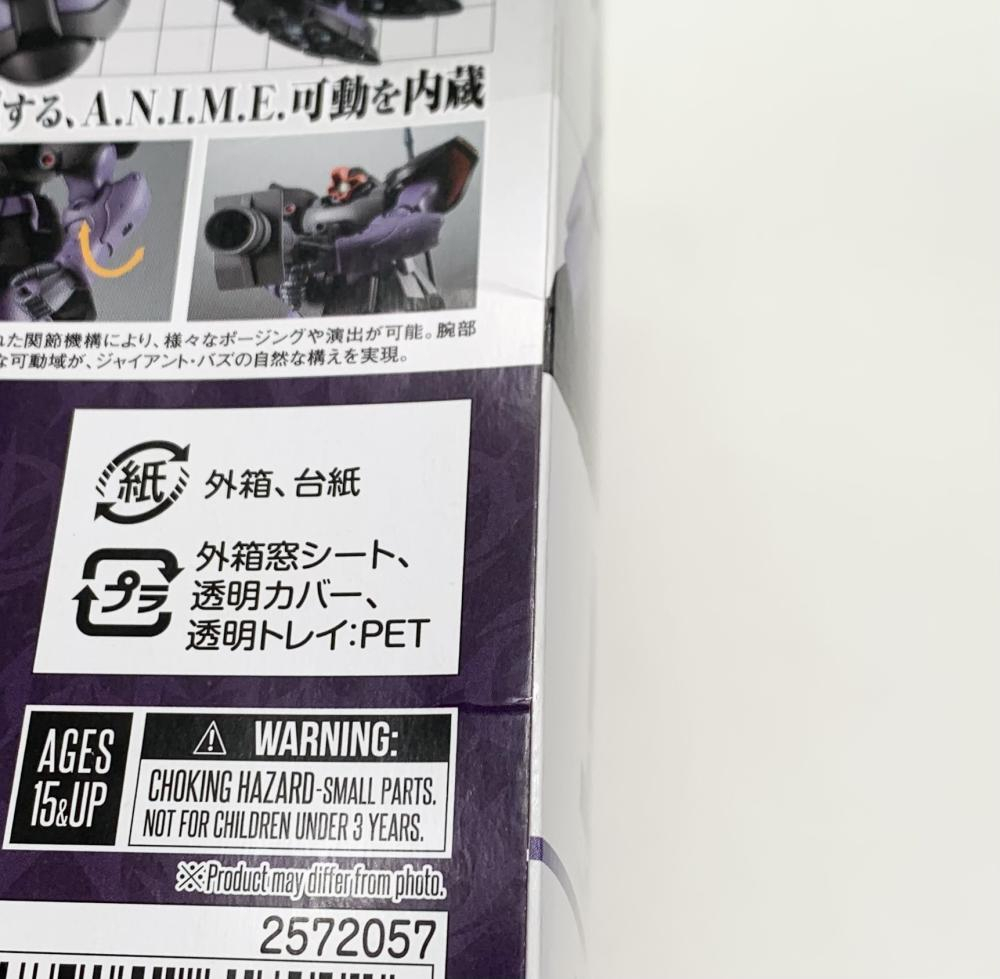 する、A.N.I.M.E.可動を内蔵
た関節機構により、様々なポージングや演出が可能。腕部
な可動域が、ジャイアント・バズの自然な構えを実現。
紙 外箱、台紙
プラ 外箱窓シート、
透明カバー、
透明トレイ:PET
AGES
15&UP
⚠ WARNING:
CHOKING HAZARD-SMALL PARTS.
NOT FOR CHILDREN UNDER 3 YEARS.
※Product may differ from photo.
2572057